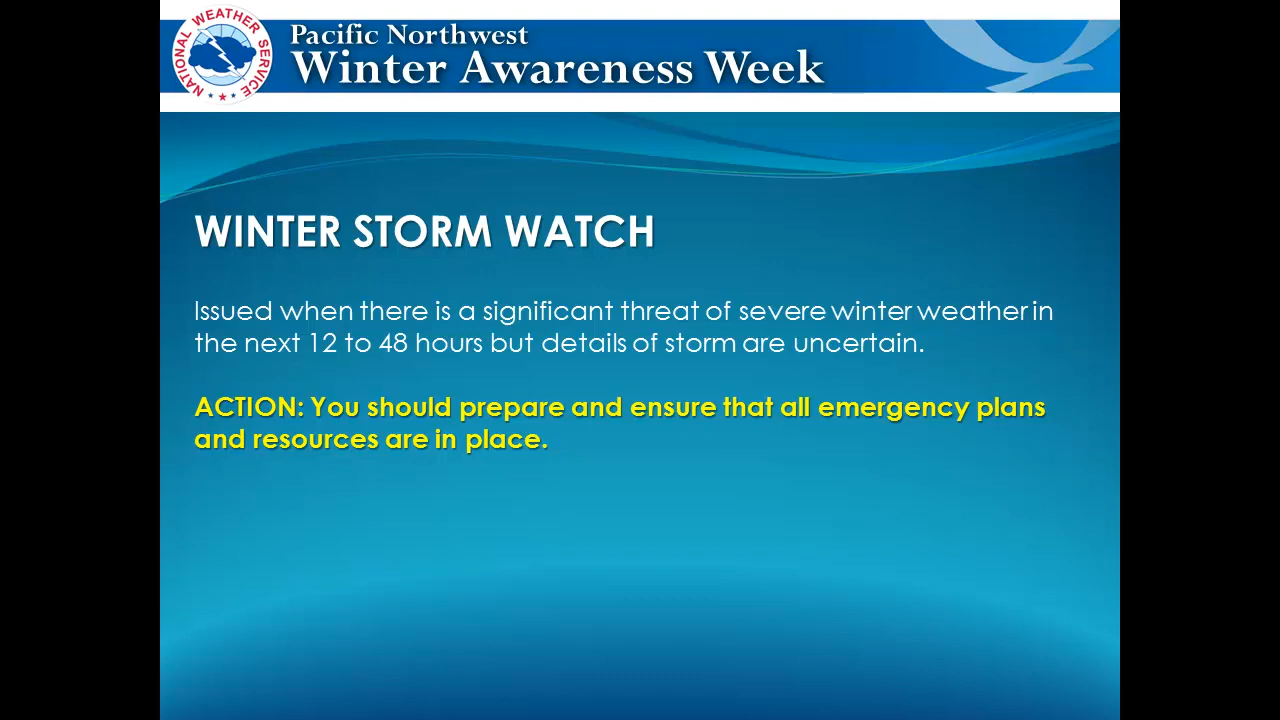 NATIONAL WEATHER SERVICE
Pacific Northwest
Winter Awareness Week
WINTER STORM WATCH
Issued when there is a significant threat of severe winter weather in
the next 12 to 48 hours but details of storm are uncertain.
ACTION: You should prepare and ensure that all emergency plans
and resources are in place.